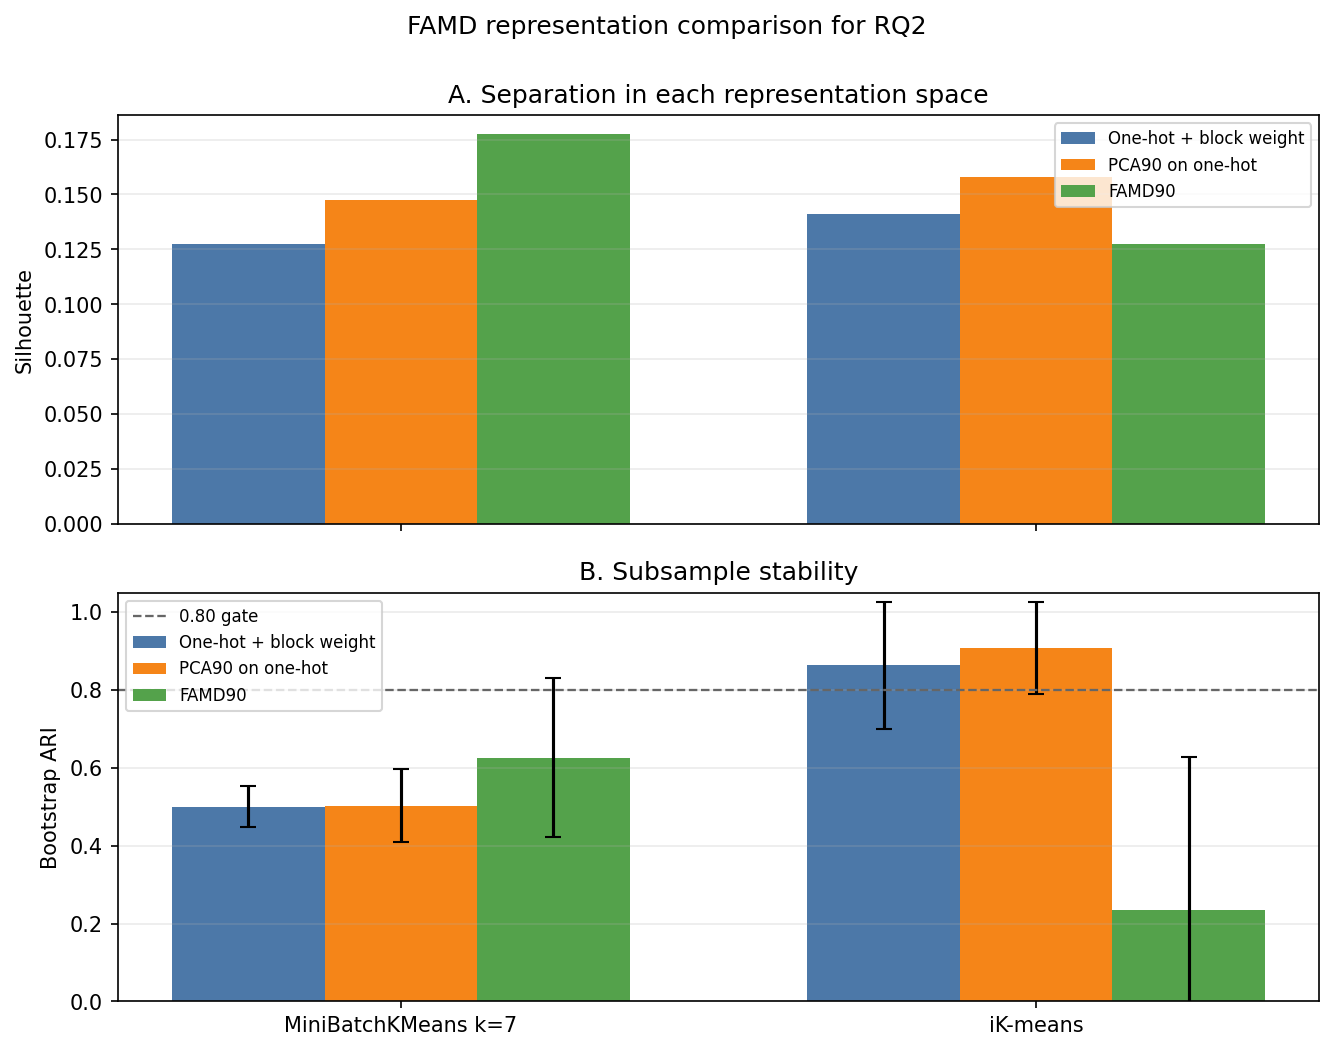 FAMD representation comparison for RQ2
A. Separation in each representation space
Silhouette
0.175
0.150
0.125
0.100
0.075
0.050
0.025
0.000
One-hot + block weight
PCA90 on one-hot
FAMD90
B. Subsample stability
Bootstrap ARI
1.0
0.8
0.6
0.4
0.2
0.0
0.80 gate
One-hot + block weight
PCA90 on one-hot
FAMD90
MiniBatchKMeans k=7
iK-means